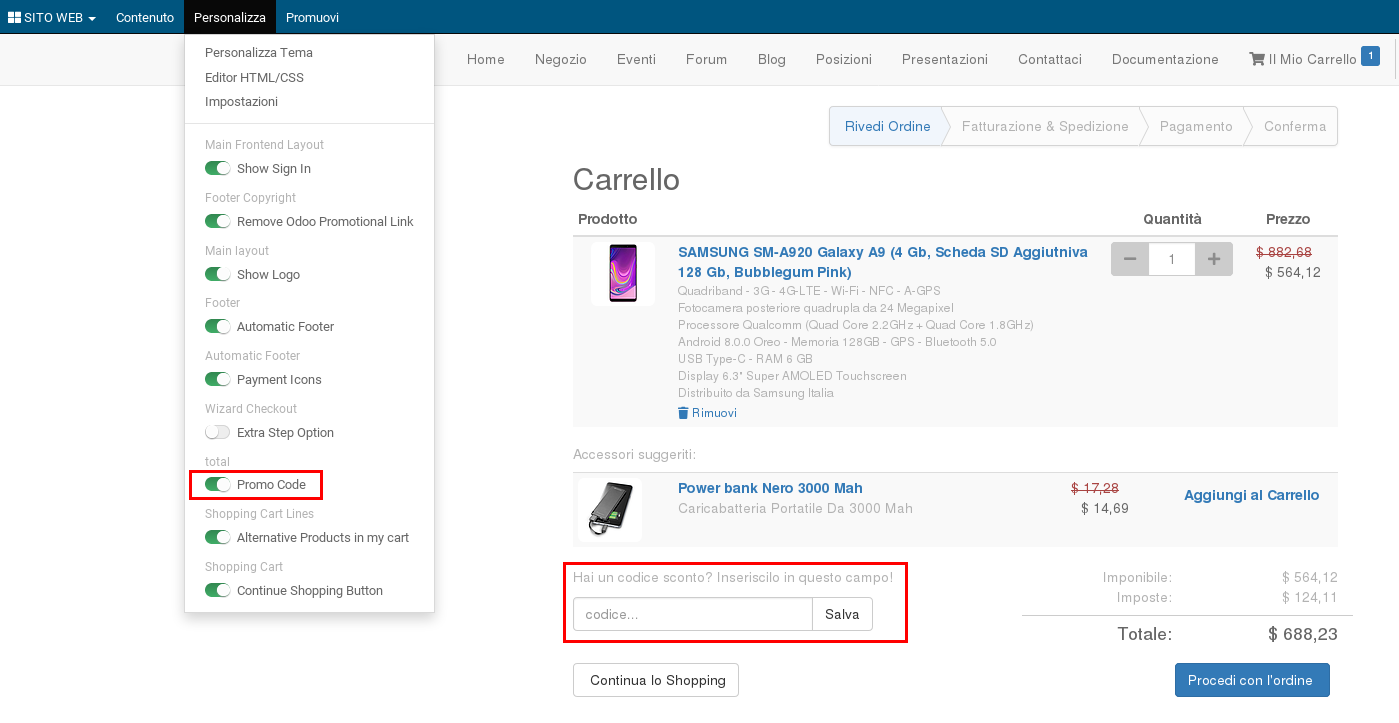 SITO WEB Contenuto Personalizza Promuovi
Personalizza Tema
Editor HTML/CSS
Impostazioni
Main Frontend Layout
Show Sign In
Footer Copyright
Remove Odoo Promotional Link
Main layout
Show Logo
Footer
Automatic Footer
Automatic Footer
Payment Icons
Wizard Checkout
Extra Step Option
total
Promo Code
Shopping Cart Lines
Alternative Products in my cart
Shopping Cart
Continue Shopping Button
Home Negozio Eventi Forum Blog Posizioni Presentazioni Contattaci Documentazione Il Mio Carrello 1
Rivedi Ordine Fatturazione & Spedizione Pagamento Conferma
Carrello
Prodotto Quantità Prezzo
SAMSUNG SM-A920 Galaxy A9 (4 Gb, Scheda SD Aggiutniva
128 Gb, Bubblegum Pink)
1
$ 882,68
$ 564,12
Quadriband - 3G - 4G-LTE - Wi-Fi - NFC - A-GPS
Fotocamera posteriore quadrupla da 24 Megapixel
Processore Qualcomm (Quad Core 2.2GHz + Quad Core 1.8GHz)
Android 8.0.0 Oreo - Memoria 128GB - GPS - Bluetooth 5.0
USB Type-C - RAM 6 GB
Display 6.3" Super AMOLED Touchscreen
Distribuito da Samsung Italia
Rimuovi
Accessori suggeriti:
Power bank Nero 3000 Mah $ 17,28 Aggiungi al Carrello
Caricabatteria Portatile Da 3000 Mah $ 14,69
Hai un codice sconto? Inseriscilo in questo campo!
codice... Salva
Imponibile: $ 564,12
Imposte: $ 124,11
Totale: $ 688,23
Continua lo Shopping Procedi con l'ordine